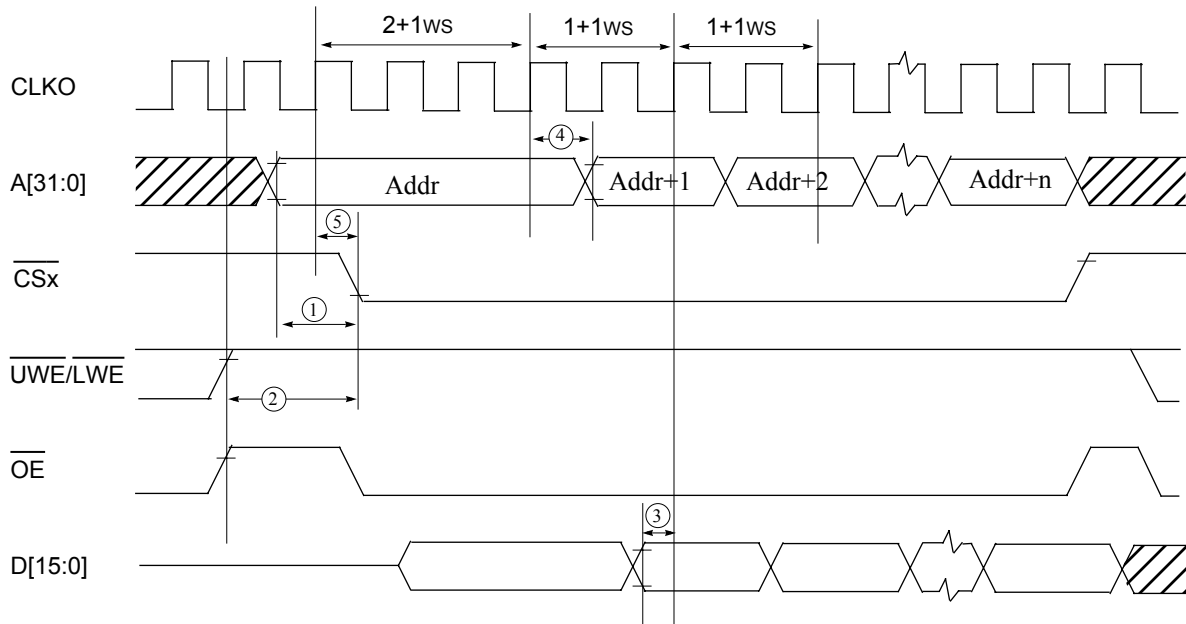 2+1ws 1+1ws 1+1ws
CLKO
4
A[31:0] Addr Addr+1 Addr+2 Addr+n
5
CSx
1
UWE/LWE
2
OE
3
D[15:0]